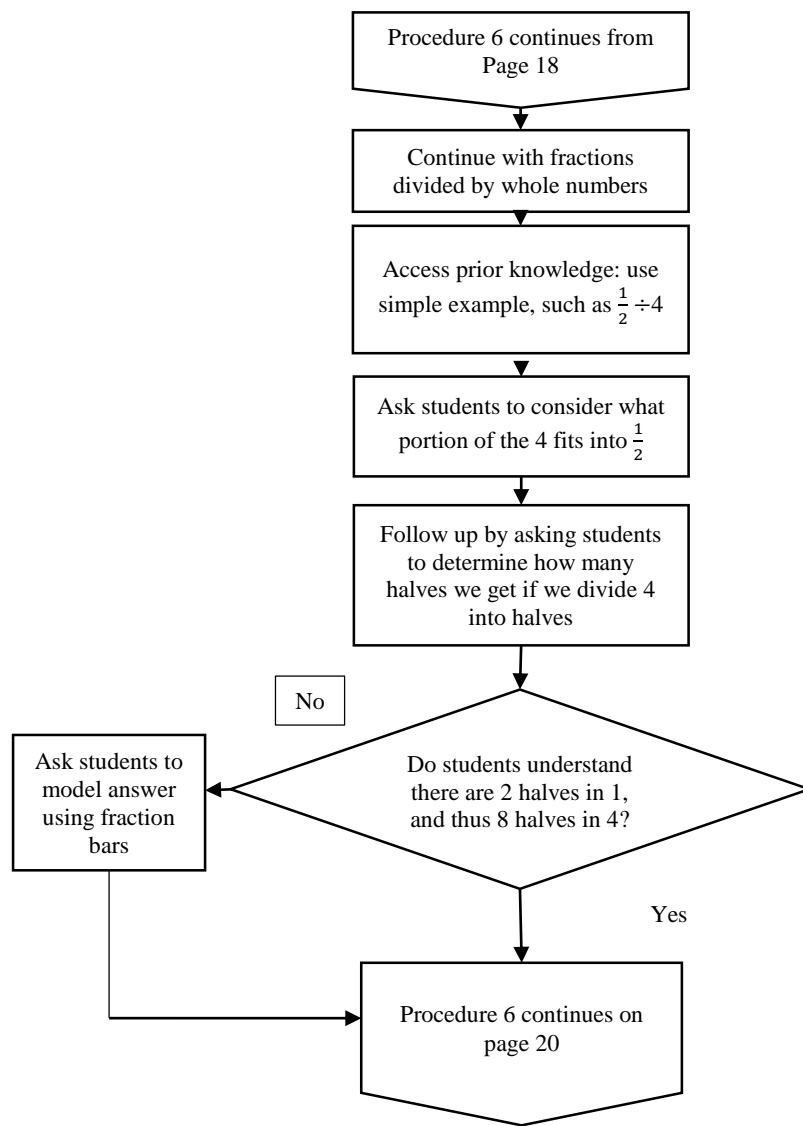 Procedure 6 continues from
Page 18
Continue with fractions
divided by whole numbers
Access prior knowledge: use
simple example, such as 1/2 ÷4
Ask students to consider what
portion of the 4 fits into 1/2
Follow up by asking students
to determine how many
halves we get if we divide 4
into halves
No
Do students understand
there are 2 halves in 1,
and thus 8 halves in 4?
Ask students to
model answer
using fraction
bars
Yes
Procedure 6 continues on
page 20